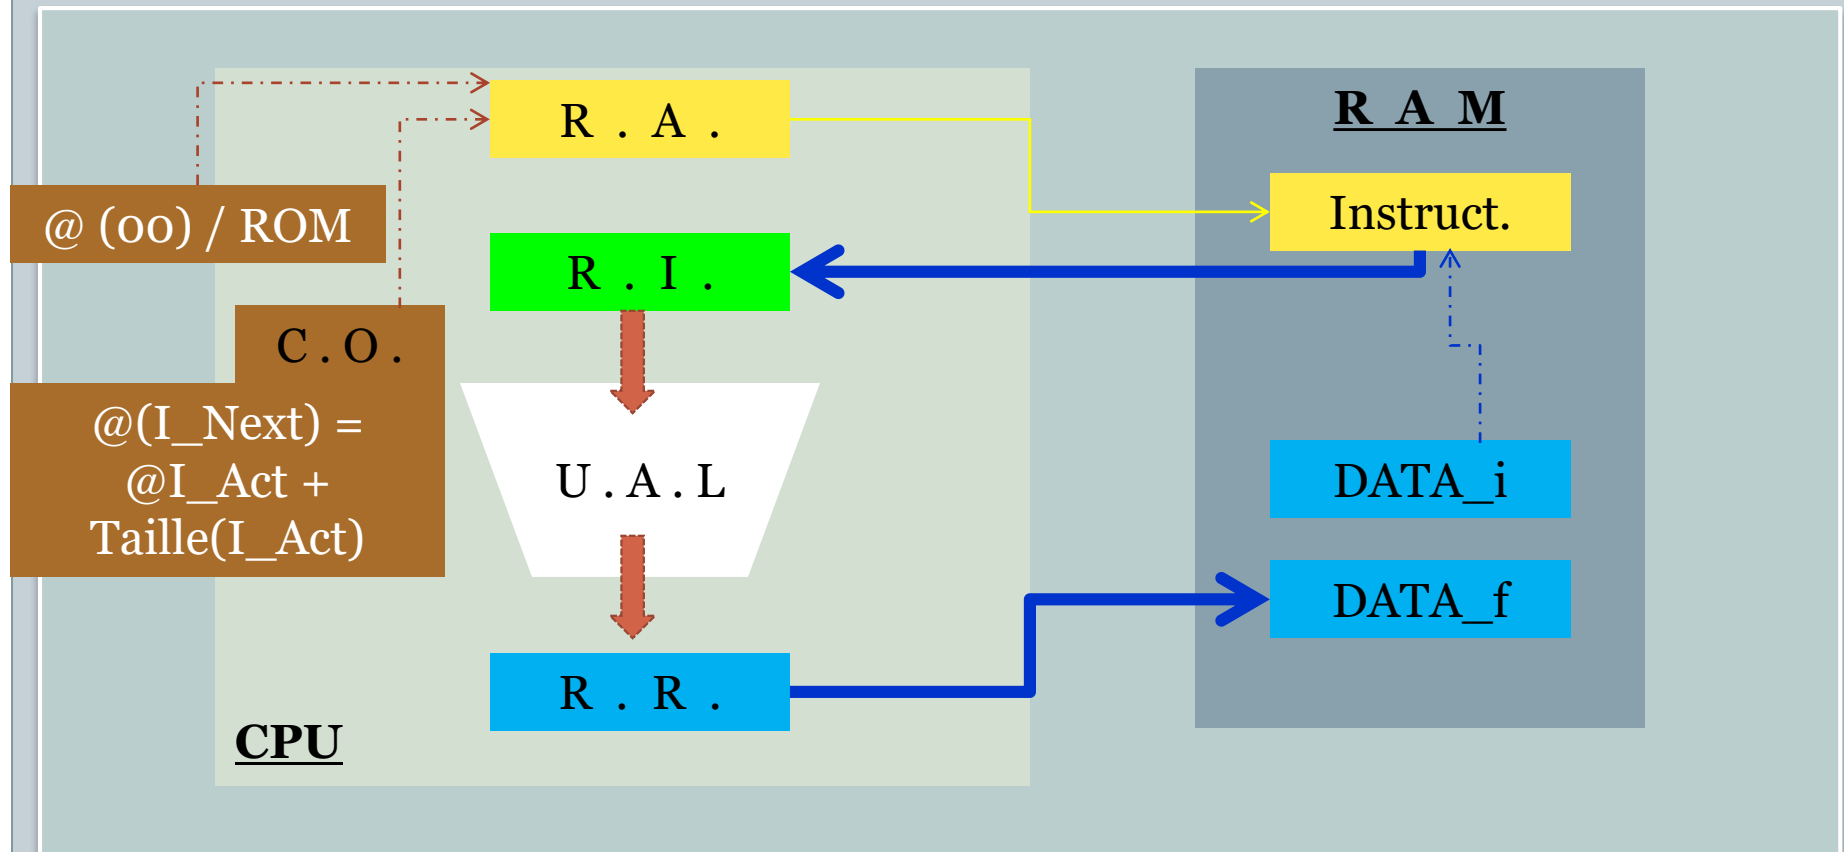 R . A .
R A M
@ (00) / ROM
Instruct.
R . I .
C . O .
@(I_Next) =
@I_Act +
Taille(I_Act)
U . A . L
DATA_i
DATA_f
R . R .
CPU